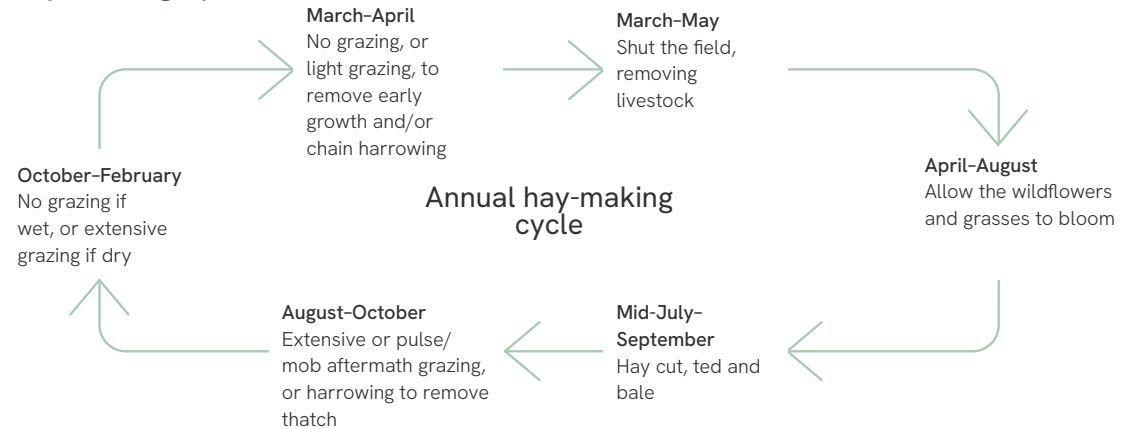 March–April
No grazing, or
light grazing, to
remove early
growth and/or
chain harrowing
March–May
Shut the field,
removing
livestock
April–August
Allow the wildflowers
and grasses to bloom
Annual hay-making
cycle
Mid-July–
September
Hay cut, ted and
bale
August–October
Extensive or pulse/
mob aftermath grazing,
or harrowing to remove
thatch
October–February
No grazing if
wet, or extensive
grazing if dry